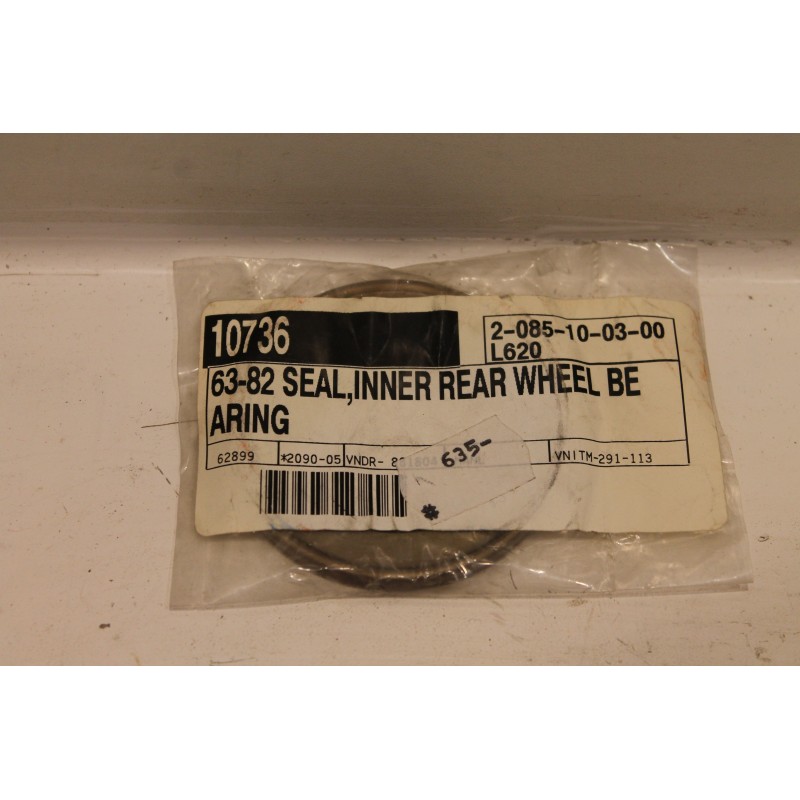 10736
2-085-10-03-00
L620
63-82 SEAL,INNER REAR WHEEL BE
ARING
62899 *2090-05 VNDR- VNITM-291-113
635-
*